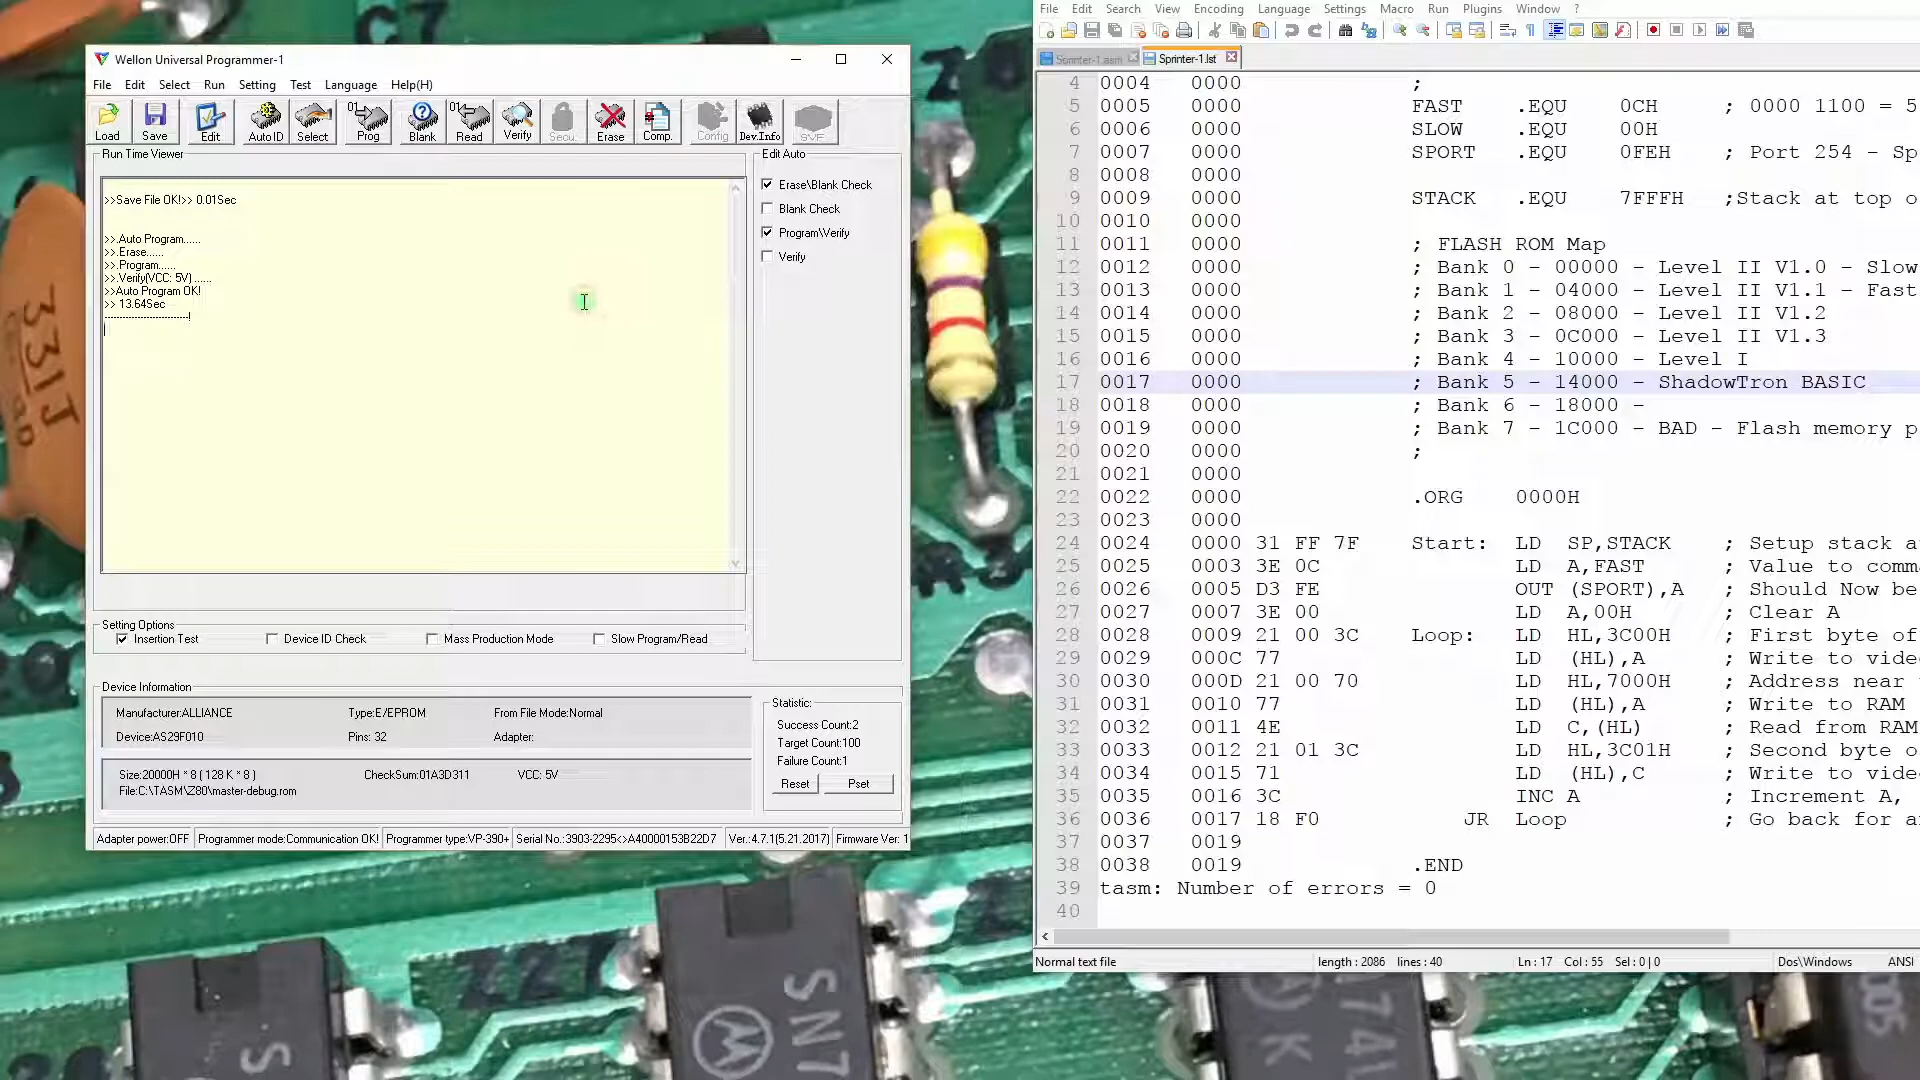 Wellon Universal Programmer-1
File Edit Select Run Setting Test Language Help(H)
Load Save Edit Auto ID Select Prog Blank Read Verify Secu. Erase Comp. Config Dev.Info SVF
Run Time Viewer
>>Save File OK!>> 0.01Sec
>>.Auto Program......
>>.Erase......
>>.Program......
>>.Verify(VCC: 5V) ......
>>Auto Program OK!
>> 13.64Sec
Edit Auto
Erase\Blank Check
Blank Check
Program\Verify
Verify
Setting Options
Insertion Test Device ID Check Mass Production Mode Slow Program/Read
Device Information
Manufacturer:ALLIANCE Type:E/EPROM From File Mode:Normal
Device:AS29F010 Pins: 32 Adapter:
Size:20000H * 8 ( 128 K * 8 ) CheckSum:01A3D311 VCC: 5V
File:C:\TASM\Z80\master-debug.rom
Statistic:
Success Count:2
Target Count:100
Failure Count:1
Reset Pset
Adapter power:OFF Programmer mode:Communication OK! Programmer type:VP-390+ Serial No.:3903-2295<>A40000153B22D7 Ver.:4.7.1(5.21.2017) Firmware Ver: 1
File Edit Search View Encoding Language Settings Macro Run Plugins Window ?
Sprinter-1.asm Sprinter-1.lst
4 0004 0000 ;
5 0005 0000 FAST .EQU 0CH ; 0000 1100 = 5
6 0006 0000 SLOW .EQU 00H
7 0007 0000 SPORT .EQU 0FEH ; Port 254 - Sp
8 0008 0000
9 0009 0000 STACK .EQU 7FFFH ;Stack at top o
10 0010 0000
11 0011 0000 ; FLASH ROM Map
12 0012 0000 ; Bank 0 - 00000 - Level II V1.0 - Slow
13 0013 0000 ; Bank 1 - 04000 - Level II V1.1 - Fast
14 0014 0000 ; Bank 2 - 08000 - Level II V1.2
15 0015 0000 ; Bank 3 - 0C000 - Level II V1.3
16 0016 0000 ; Bank 4 - 10000 - Level I
17 0017 0000 ; Bank 5 - 14000 - ShadowTron BASIC
18 0018 0000 ; Bank 6 - 18000 -
19 0019 0000 ; Bank 7 - 1C000 - BAD - Flash memory p
20 0020 0000 ;
21 0021 0000
22 0022 0000 .ORG 0000H
23 0023 0000
24 0024 0000 31 FF 7F Start: LD SP,STACK ; Setup stack a
25 0025 0003 3E 0C LD A,FAST ; Value to comm
26 0026 0005 D3 FE OUT (SPORT),A ; Should Now be
27 0027 0007 3E 00 LD A,00H ; Clear A
28 0028 0009 21 00 3C Loop: LD HL,3C00H ; First byte of
29 0029 000C 77 LD (HL),A ; Write to vide
30 0030 000D 21 00 70 LD HL,7000H ; Address near
31 0031 0010 77 LD (HL),A ; Write to RAM
32 0032 0011 4E LD C,(HL) ; Read from RAM
33 0033 0012 21 01 3C LD HL,3C01H ; Second byte o
34 0034 0015 71 LD (HL),C ; Write to vide
35 0035 0016 3C INC A ; Increment A,
36 0036 0017 18 F0 JR Loop ; Go back for a
37 0037 0019
38 0038 0019 .END
39 tasm: Number of errors = 0
40
Normal text file length : 2086 lines : 40 Ln : 17 Col : 55 Sel : 0 | 0 Dos\Windows ANSI
C7
331J
SN7
S
74L
K
005